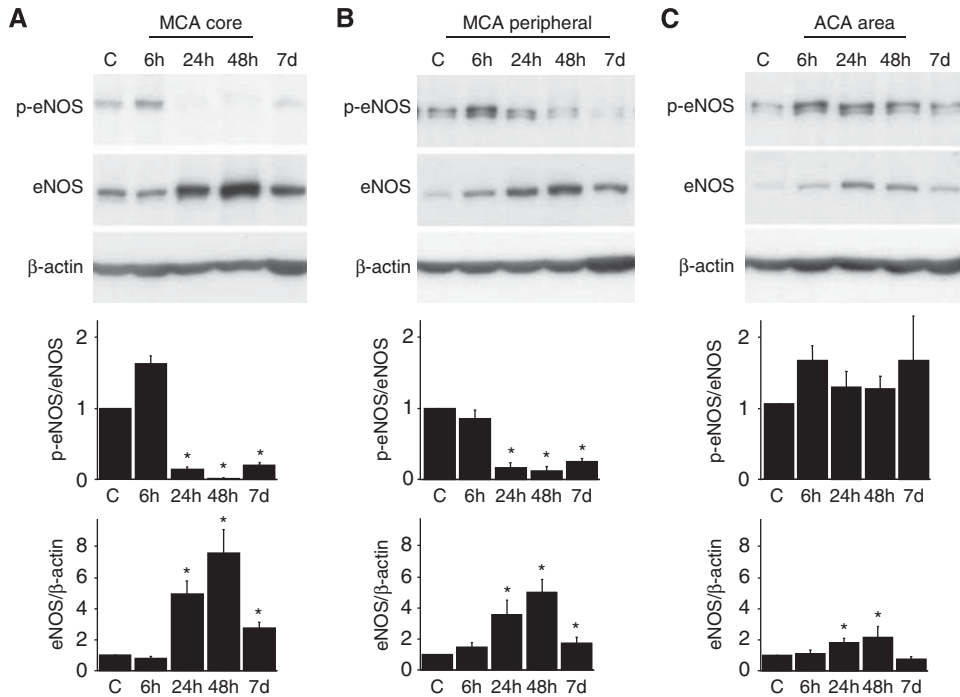 A
MCA core
C 6h 24h 48h 7d
p-eNOS
eNOS
β-actin
p-eNOS/eNOS
2
1
0
* * *
C 6h 24h 48h 7d
eNOS/β-actin
8
6
4
2
0
* * *
C 6h 24h 48h 7d
B
MCA peripheral
C 6h 24h 48h 7d
p-eNOS
eNOS
β-actin
p-eNOS/eNOS
2
1
0
* * *
C 6h 24h 48h 7d
eNOS/β-actin
8
6
4
2
0
* * *
C 6h 24h 48h 7d
C
ACA area
C 6h 24h 48h 7d
p-eNOS
eNOS
β-actin
p-eNOS/eNOS
2
1
0
C 6h 24h 48h 7d
eNOS/β-actin
8
6
4
2
0
* *
C 6h 24h 48h 7d